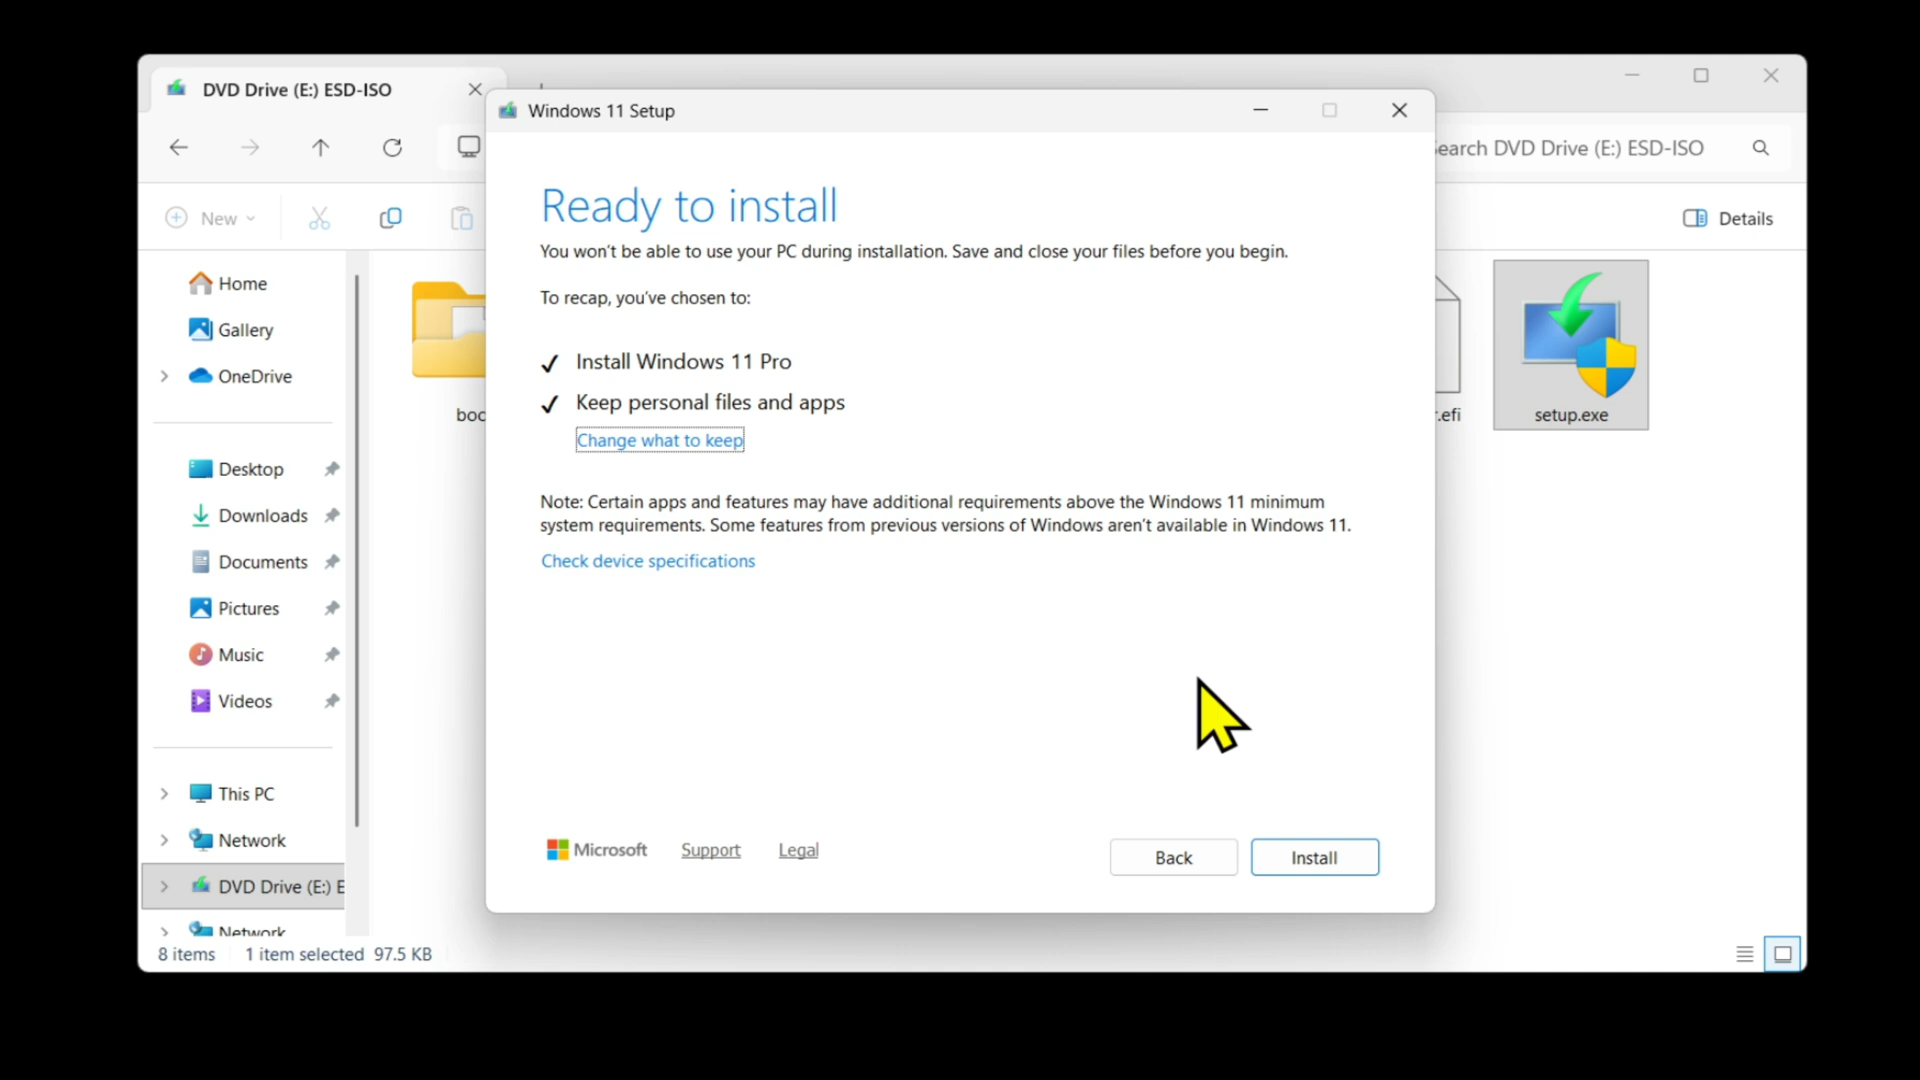 DVD Drive (E:) ESD-ISO
Windows 11 Setup
DVD Drive (E:) ESD-ISO
New
Details
Ready to install
You won't be able to use your PC during installation. Save and close your files before you begin.
To recap, you've chosen to:
Install Windows 11 Pro
Keep personal files and apps
Change what to keep
Note: Certain apps and features may have additional requirements above the Windows 11 minimum
system requirements. Some features from previous versions of Windows aren't available in Windows 11.
Check device specifications
Microsoft
Support
Legal
Back
Install
Home
Gallery
OneDrive
Desktop
Downloads
Documents
Pictures
Music
Videos
This PC
Network
DVD Drive (E:) E
Network
.efi
setup.exe
8 items
1 item selected 97.5 KB